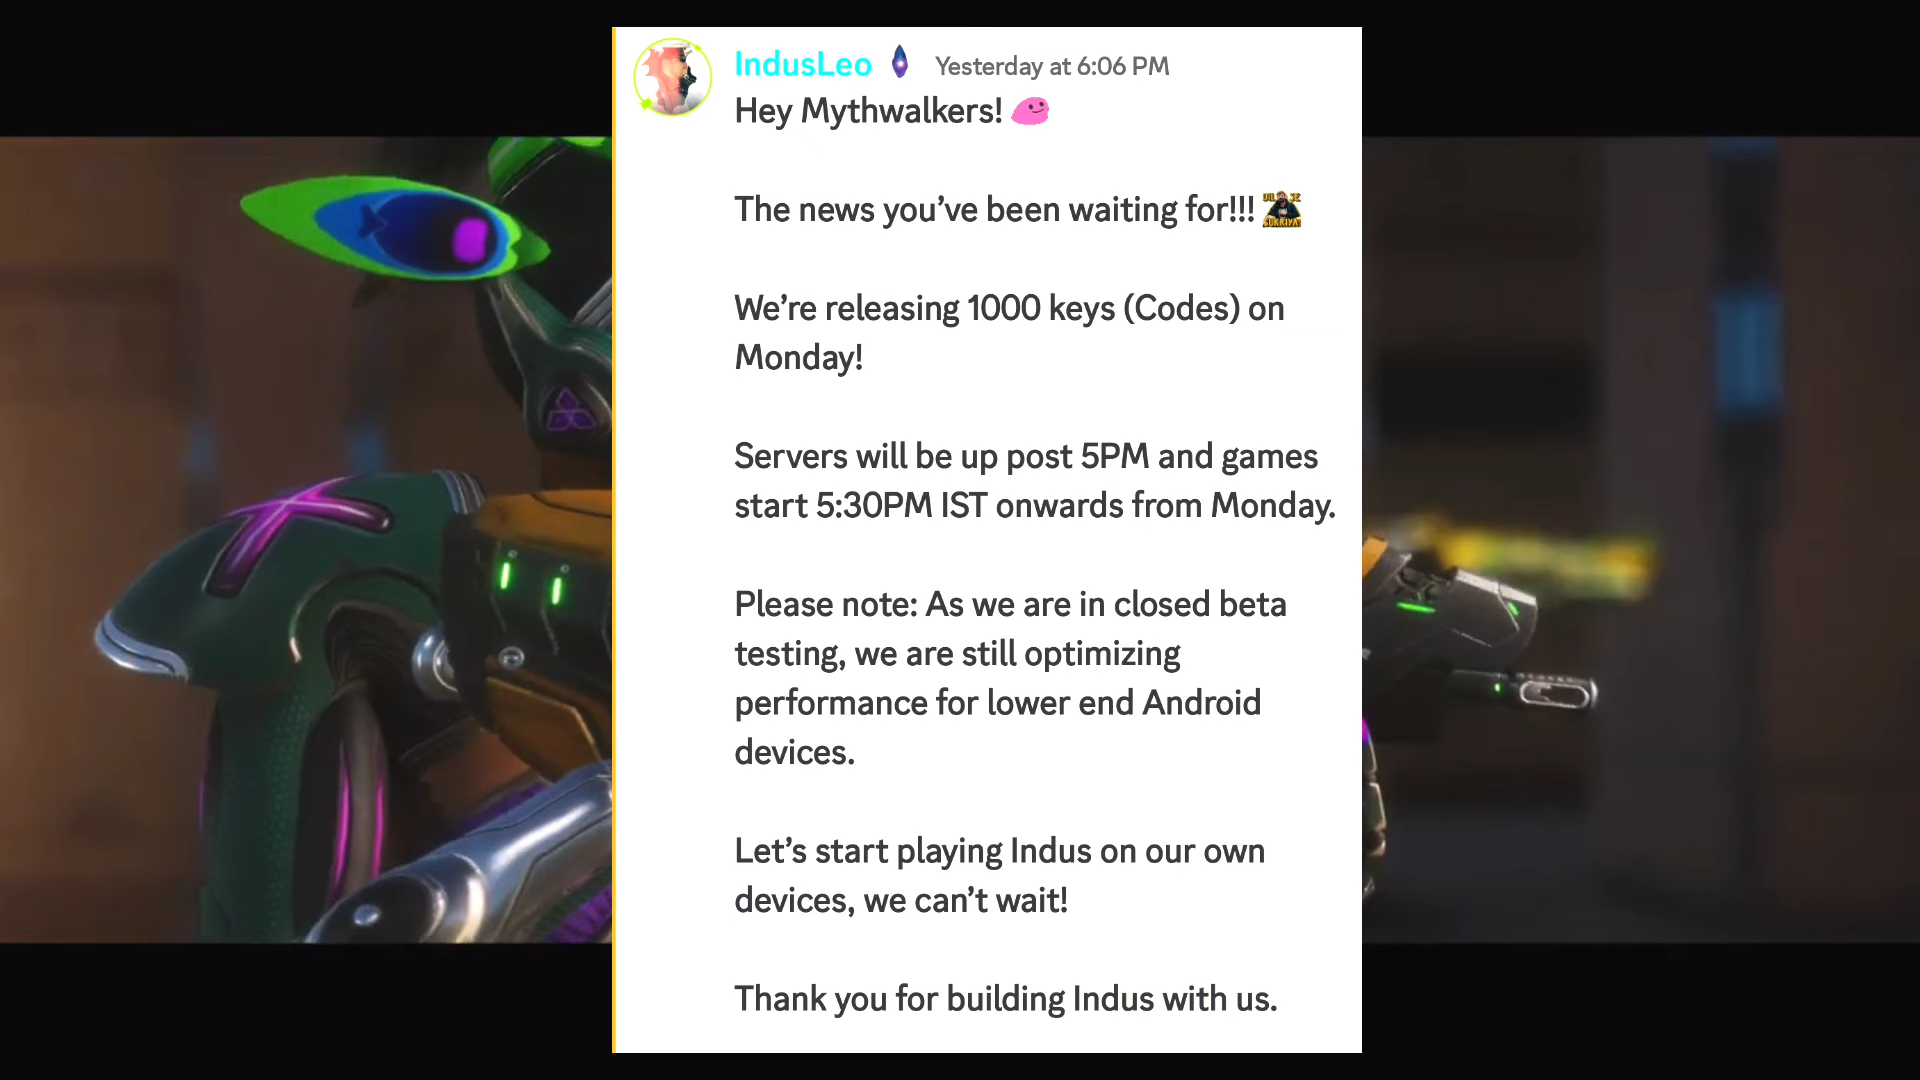 IndusLeo Yesterday at 6:06 PM
Hey Mythwalkers!
The news you’ve been waiting for!!!
DIL SE
SUKRIYA!
We’re releasing 1000 keys (Codes) on
Monday!
Servers will be up post 5PM and games
start 5:30PM IST onwards from Monday.
Please note: As we are in closed beta
testing, we are still optimizing
performance for lower end Android
devices.
Let’s start playing Indus on our own
devices, we can’t wait!
Thank you for building Indus with us.